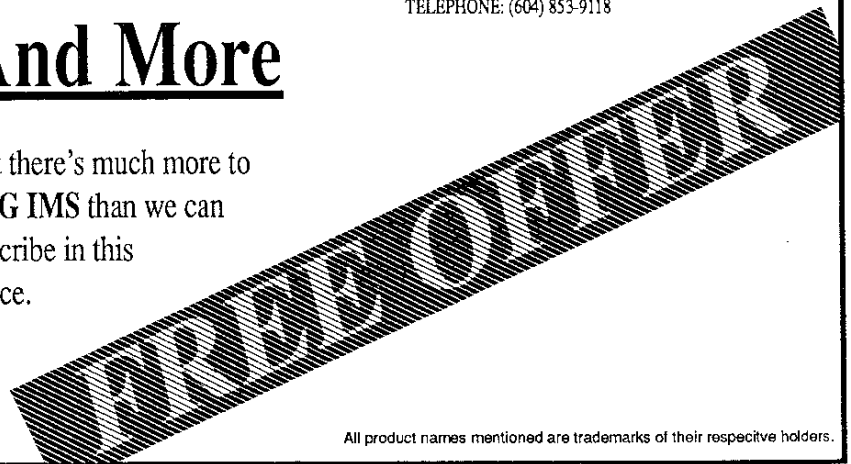 TELEPHONE: (604) 853-9118
And More
there's much more to
G IMS than we can
cribe in this
ce.
FREE OFFER
All product names mentioned are trademarks of their respecitve holders.